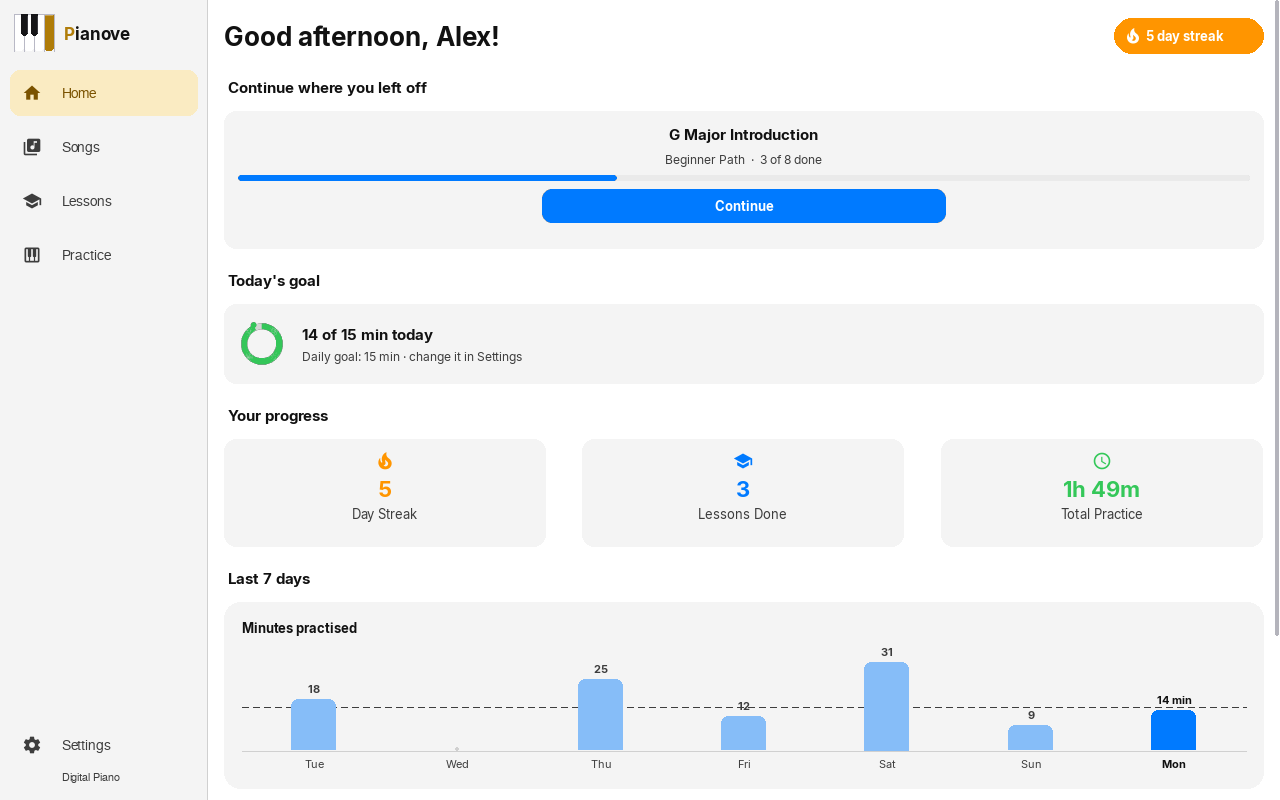 Pianove
Home
Songs
Lessons
Practice
Settings
Digital Piano
Good afternoon, Alex!
5 day streak
Continue where you left off
G Major Introduction
Beginner Path · 3 of 8 done
Continue
Today's goal
14 of 15 min today
Daily goal: 15 min · change it in Settings
Your progress
5
Day Streak
3
Lessons Done
1h 49m
Total Practice
Last 7 days
Minutes practised
18
25
12
31
9
14 min
Tue
Wed
Thu
Fri
Sat
Sun
Mon